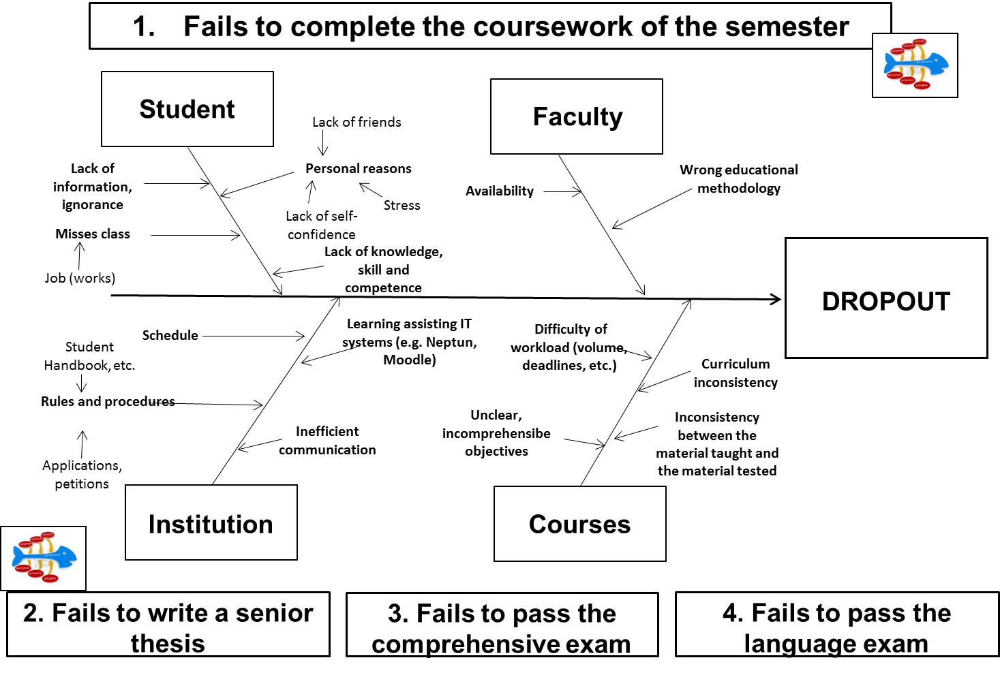 1. Fails to complete the coursework of the semester
Student
Faculty
Lack of friends
Lack of
information,
ignorance
Personal reasons
Wrong educational
methodology
Availability
Stress
Lack of self-
confidence
Misses class
Lack of knowledge,
skill and
competence
Job (works)
DROPOUT
Schedule
Learning assisting IT
systems (e.g. Neptun,
Moodle)
Difficulty of
workload (volume,
deadlines, etc.)
Student
Handbook, etc.
Curriculum
inconsistency
Rules and procedures
Unclear,
incomprehensibe
objectives
Inconsistency
between the
material taught and
the material tested
Inefficient
communication
Applications,
petitions
Institution
Courses
2. Fails to write a senior
thesis
3. Fails to pass the
comprehensive exam
4. Fails to pass the
language exam